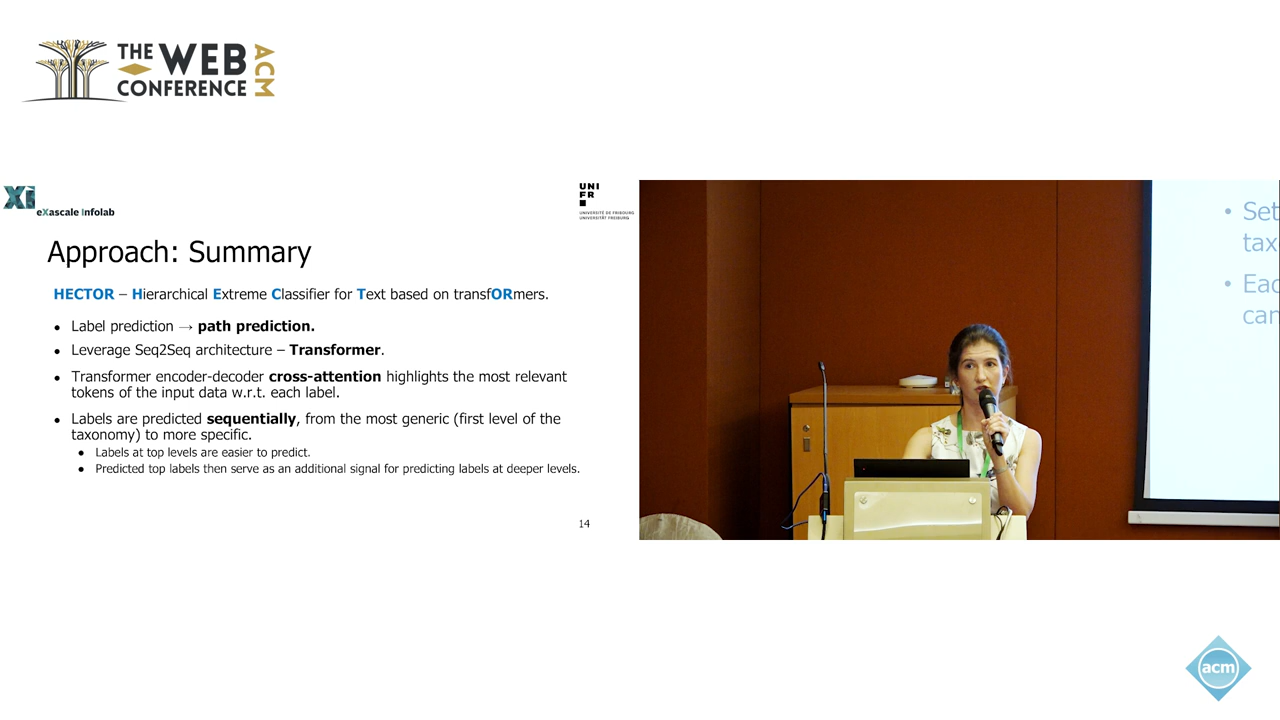 THE WEB
CONFERENCE
ACM
Xi
eXascale Infolab
UNI
FR
UNIVERSITÉ DE FRIBOURG
UNIVERSITÄT FREIBURG
Approach: Summary
HECTOR – Hierarchical Extreme Classifier for Text based on transfORmers.
● Label prediction → path prediction.
● Leverage Seq2Seq architecture – Transformer.
● Transformer encoder-decoder cross-attention highlights the most relevant
tokens of the input data w.r.t. each label.
● Labels are predicted sequentially, from the most generic (first level of the
taxonomy) to more specific.
● Labels at top levels are easier to predict.
● Predicted top labels then serve as an additional signal for predicting labels at deeper levels.
14
• Set
tax
• Eac
can
acm